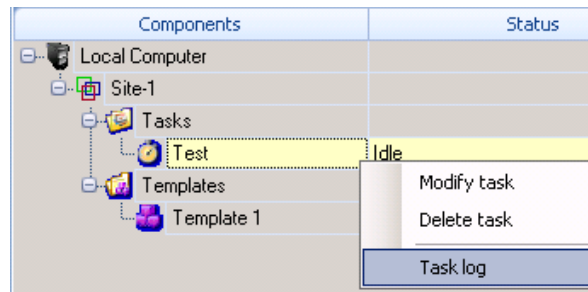 Components Status
Local Computer
Site-1
Tasks
Test Idle
Modify task
Templates
Delete task
Template 1
Task log